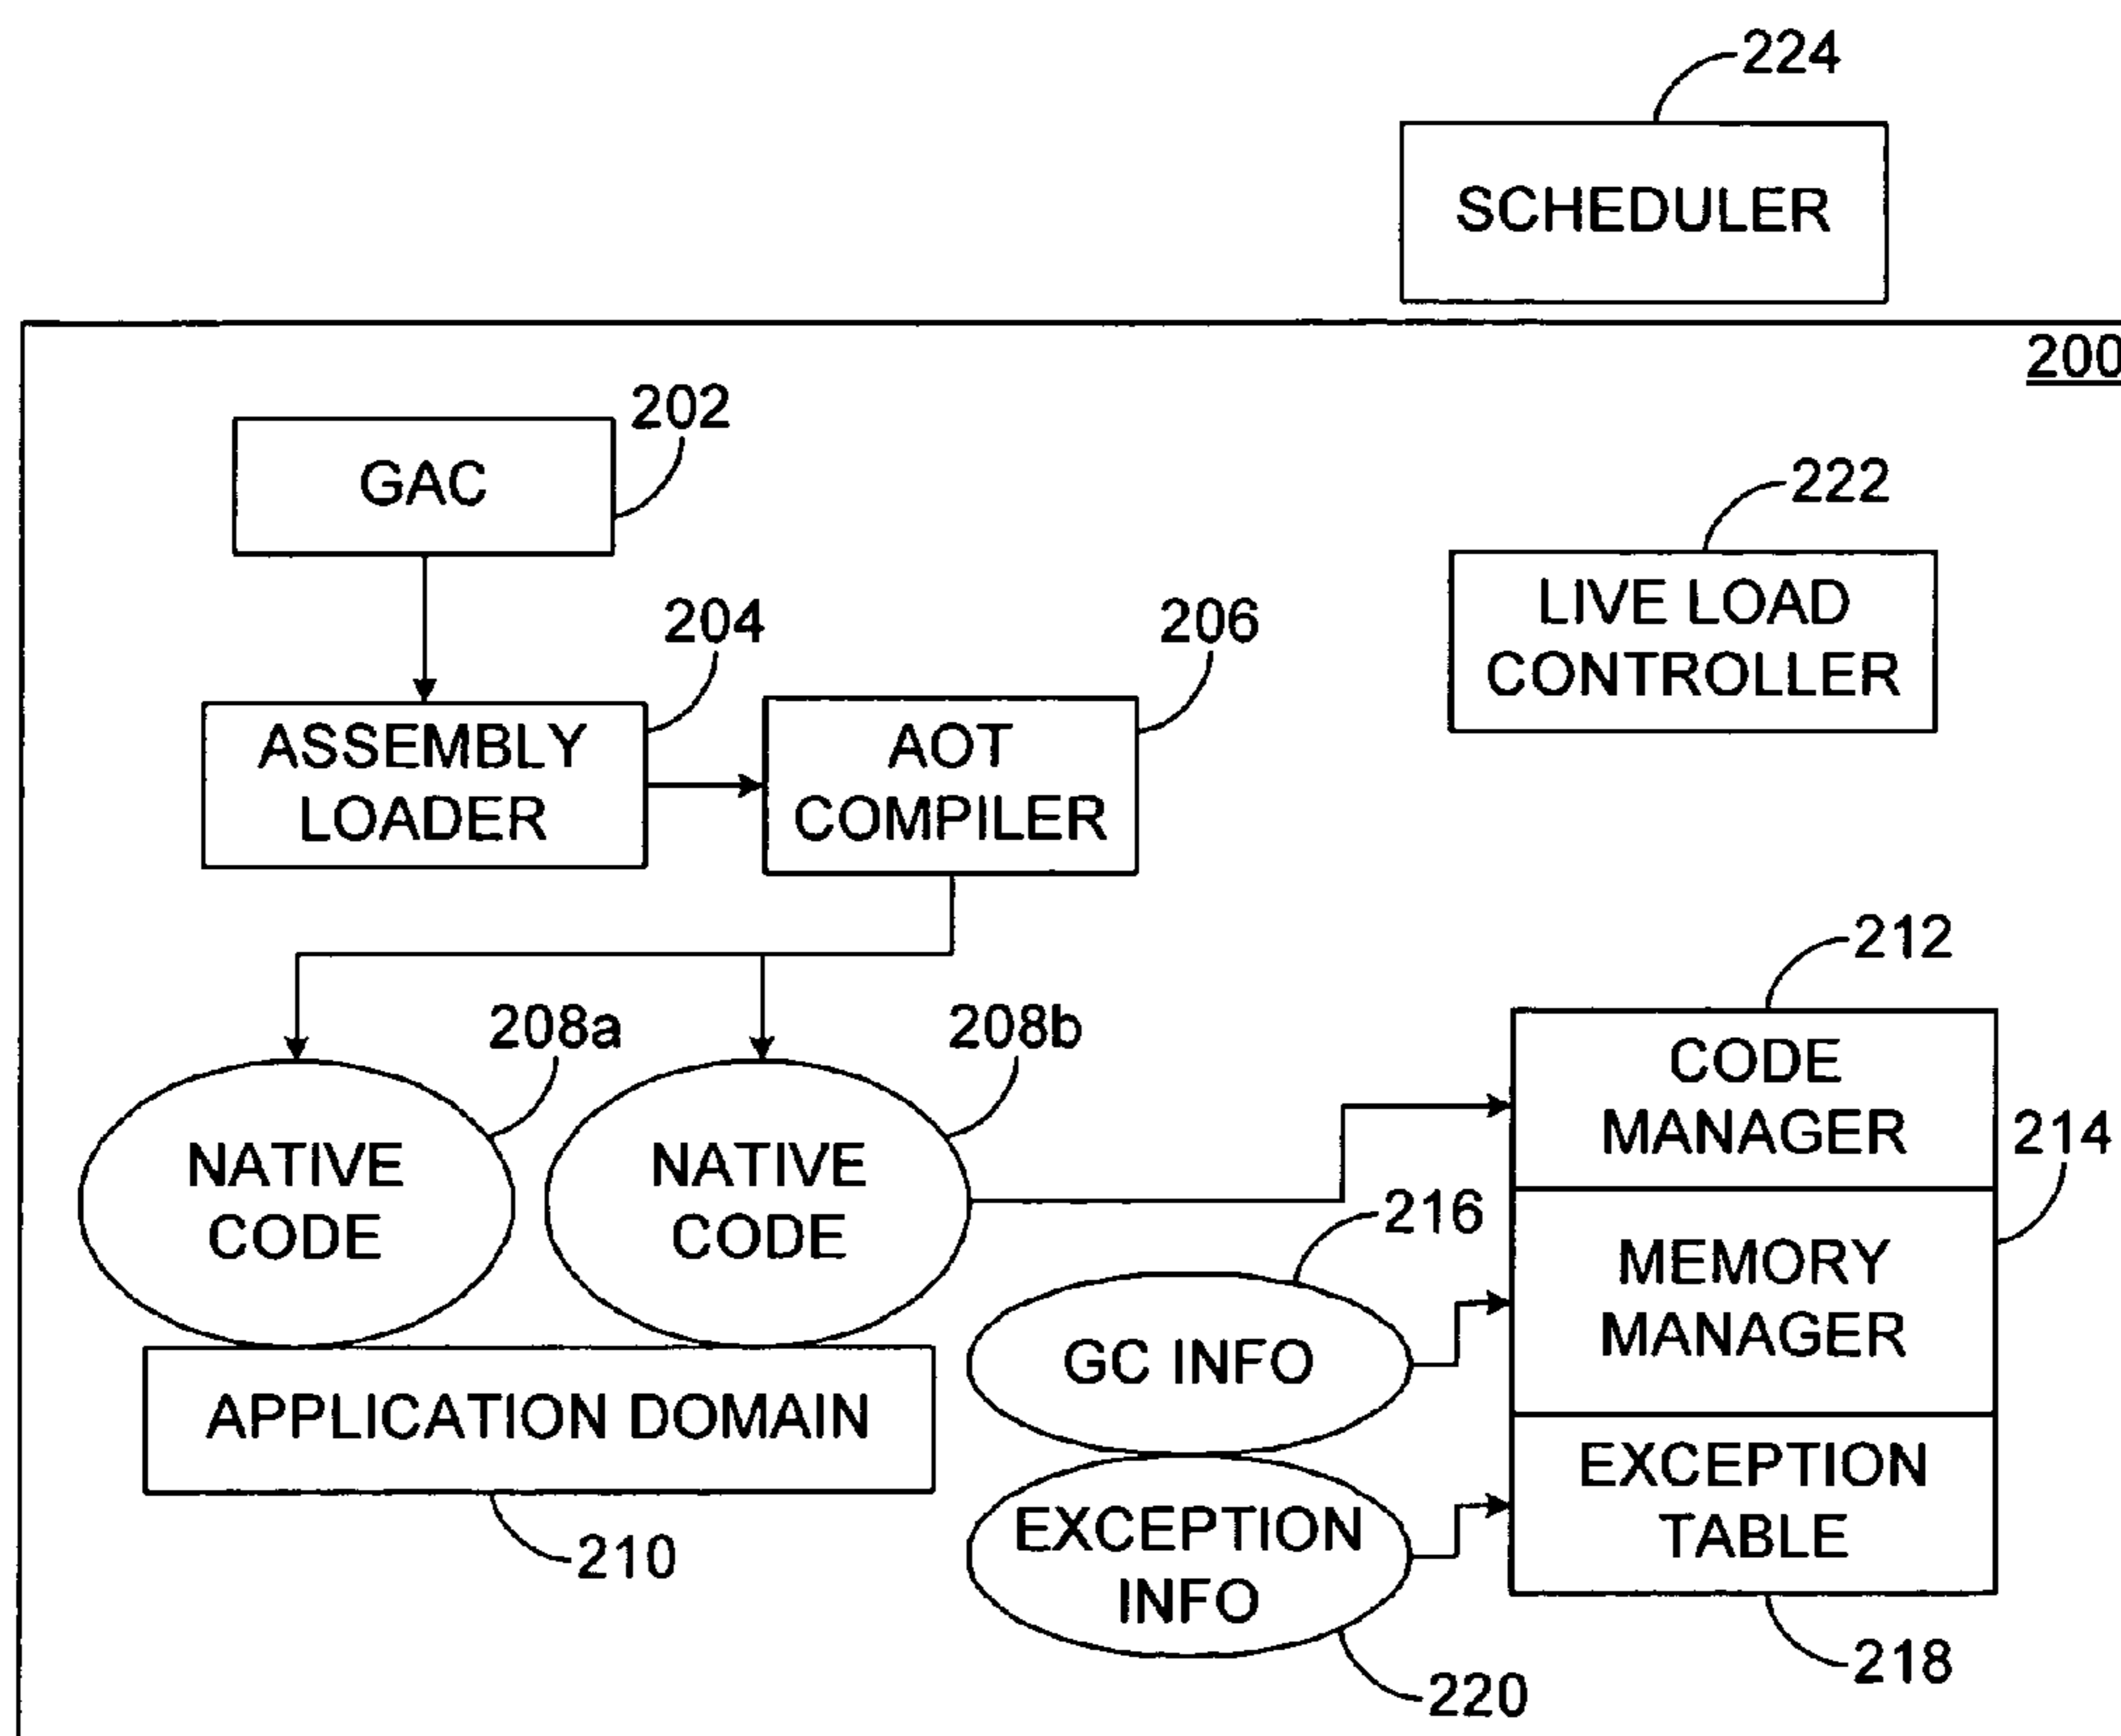 224
SCHEDULER
200
202
GAC
222
LIVE LOAD
CONTROLLER
204
206
ASSEMBLY
LOADER
AOT
COMPILER
212
208a
208b
CODE
MANAGER
214
NATIVE
CODE
NATIVE
CODE
216
MEMORY
MANAGER
GC INFO
APPLICATION DOMAIN
EXCEPTION
TABLE
210
EXCEPTION
INFO
218
220